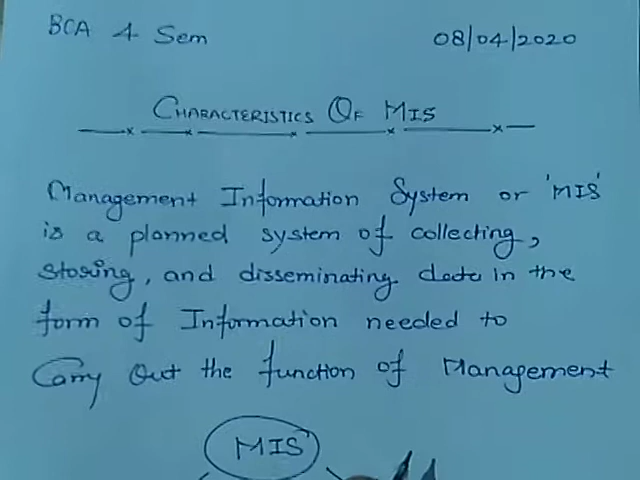 BCA 4 Sem
08/04/2020
CHARACTERISTICS OF MIS
Management Information System or 'MIS'
is a planned system of collecting,
storing, and disseminating data in the
form of Information needed to
Carry Out the function of Management
MIS